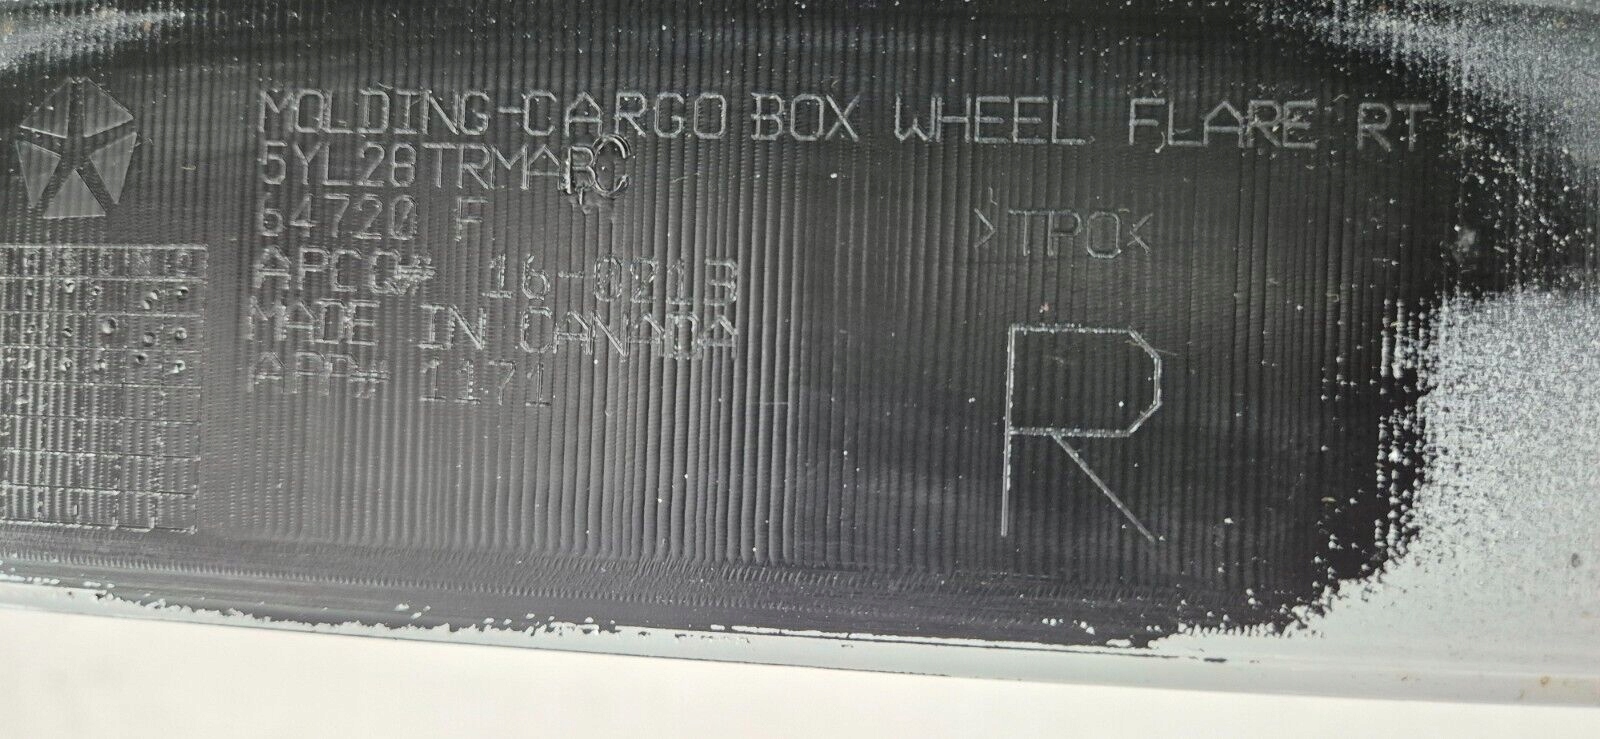 MOLDING-CARGO BOX WHEEL FLARE RT
5YL28TRMABC
64720 F
>TPO<
APCO# 16-0213
MADE IN CANADA
APP# 1171
R